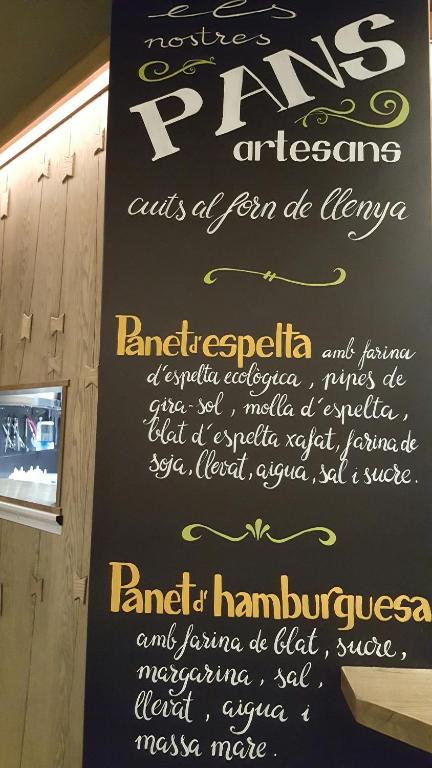 els
nostres
PANS
artesans
cuits al forn de llenya
Panet d'espelta amb farina
d'espelta ecològica, pipes de
gira-sol, molla d'espelta,
blat d'espelta xafat, farina de
soja, llevat, aigua, sal i sucre.
Panet d' hamburguesa
amb farina de blat, sucre,
margarina, sal,
llevat, aigua i
massa mare.